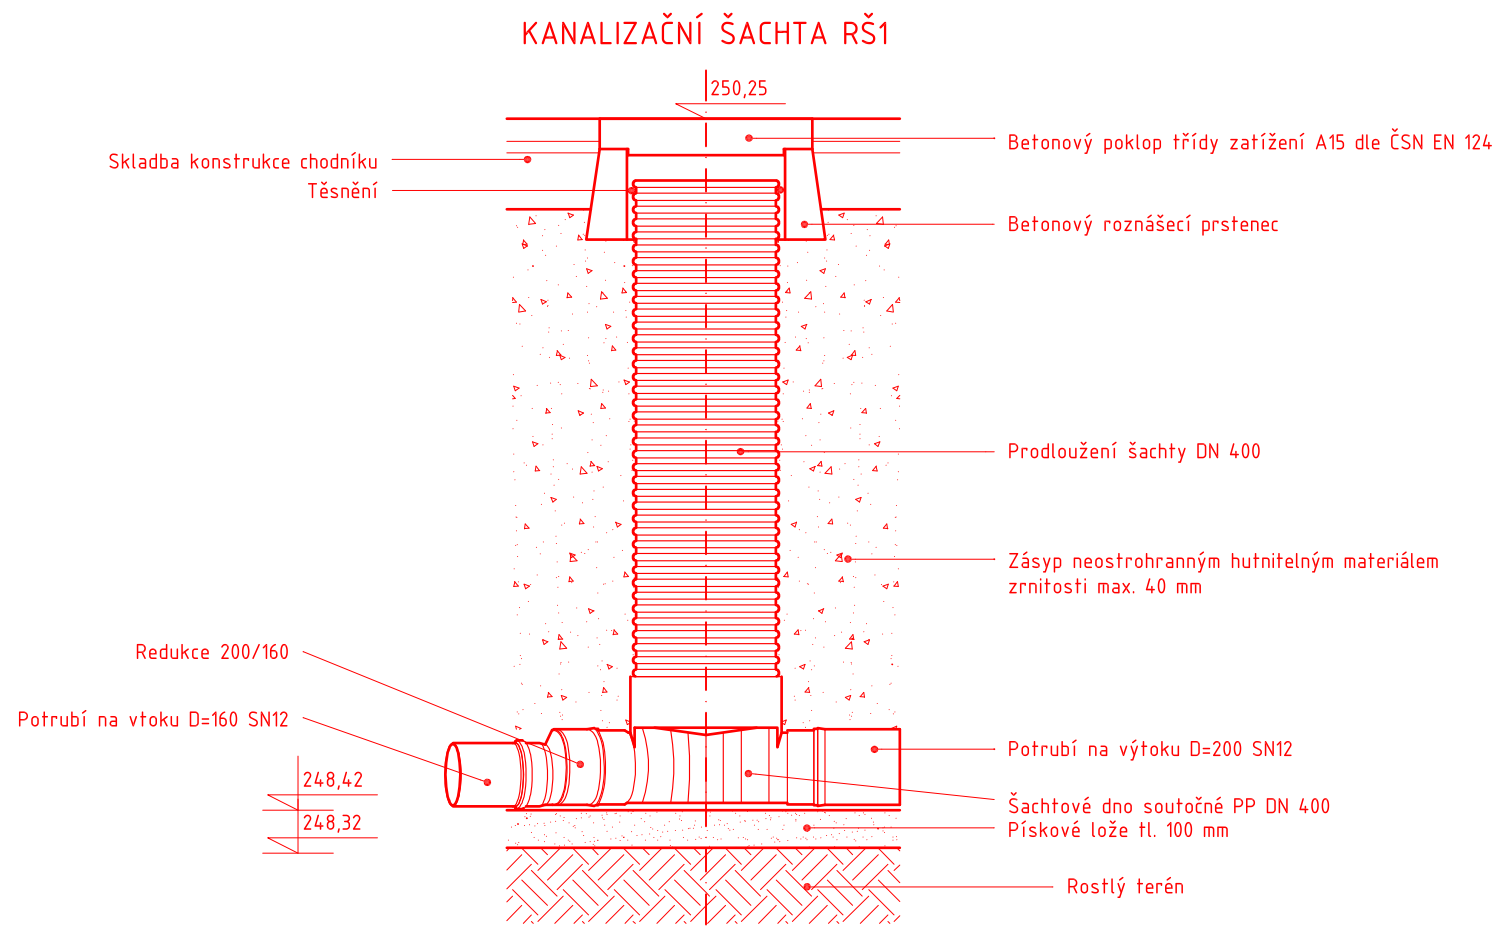 KANALIZAČNÍ ŠACHTA RŠ1
250,25
Betonový poklop třídy zatížení A15 dle ČSN EN 124
Skladba konstrukce chodníku
Těsnění
Betonový roznášecí prstenec
Prodloužení šachty DN 400
Zásyp neostrohranným hutnitelným materiálem
zrnitosti max. 40 mm
Redukce 200/160
Potrubí na vtoku D=160 SN12
Potrubí na výtoku D=200 SN12
248,42
Šachtové dno soutočné PP DN 400
248,32
Pískové lože tl. 100 mm
Rostlý terén